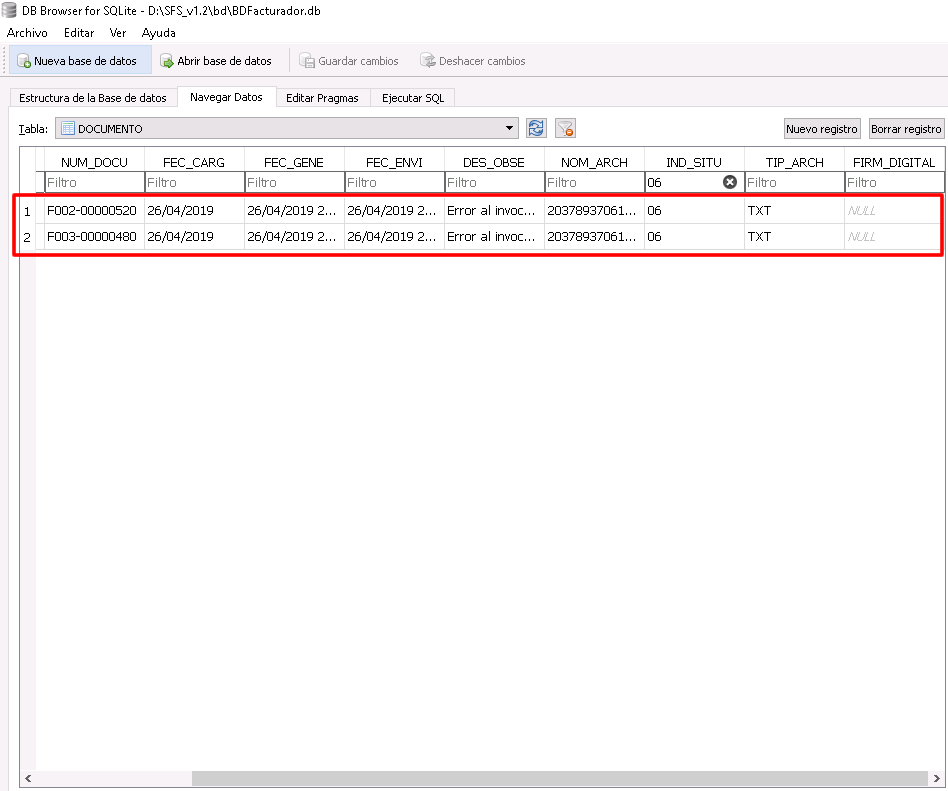 DB Browser for SQLite - D:\SFS_v1.2\bd\BDFacturador.db
Archivo Editar Ver Ayuda
Nueva base de datos Abrir base de datos Guardar cambios Deshacer cambios
Estructura de la Base de datos Navegar Datos Editar Pragmas Ejecutar SQL
Tabla: DOCUMENTO Nuevo registro Borrar registro
NUM_DOCU FEC_CARG FEC_GENE FEC_ENVI DES_OBSE NOM_ARCH IND_SITU TIP_ARCH FIRM_DIGITAL
Filtro Filtro Filtro Filtro Filtro Filtro 06 Filtro Filtro
1 F002-00000520 26/04/2019 26/04/2019 2... 26/04/2019 2... Error al invoc... 20378937061... 06 TXT NULL
2 F003-00000480 26/04/2019 26/04/2019 2... 26/04/2019 2... Error al invoc... 20378937061... 06 TXT NULL